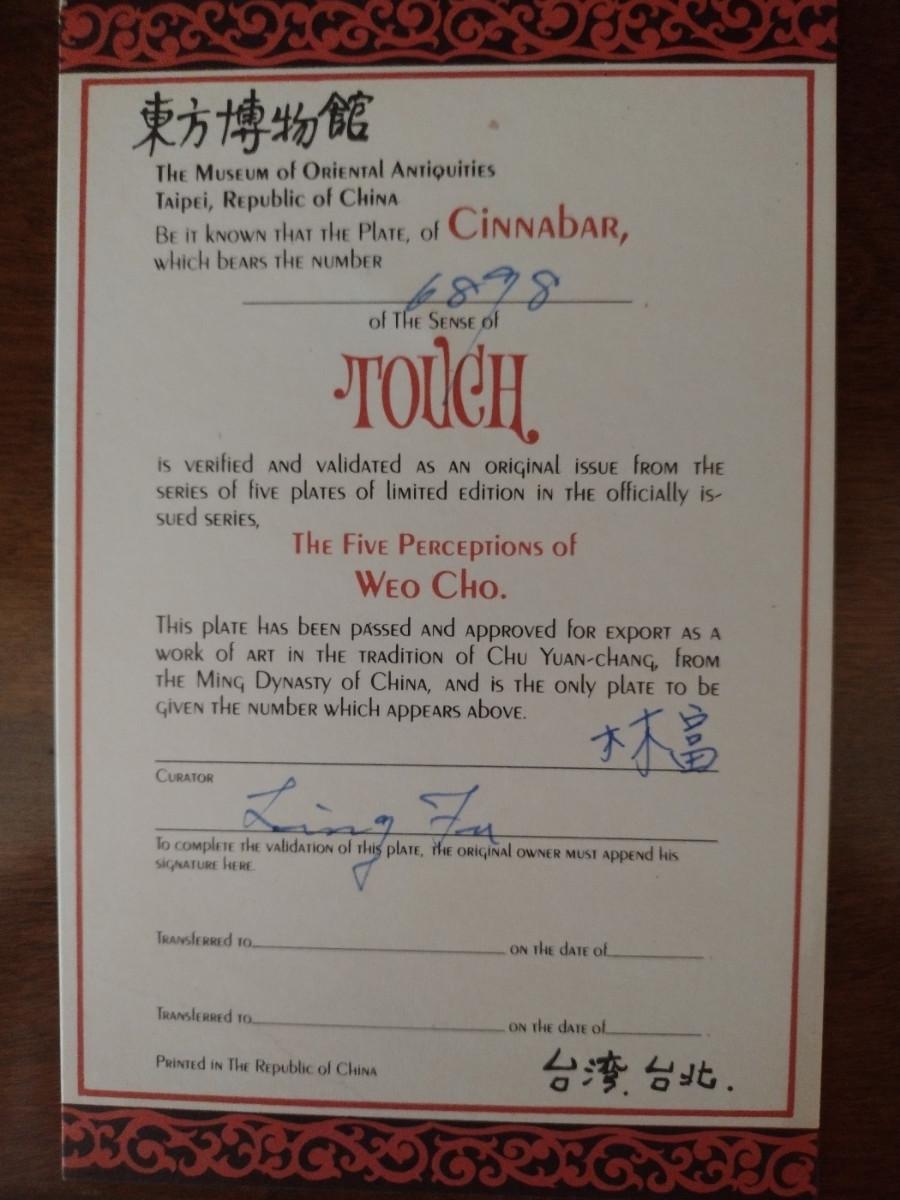 東方博物館
The Museum of Oriental Antiquities
Taipei, Republic of China
Be it known that the Plate, of Cinnabar,
which bears the number
6898
of The Sense of
TOUCH
is verified and validated as an original issue from the
series of five plates of limited edition in the officially is-
sued series,
The Five Perceptions of
Weo Cho.
This plate has been passed and approved for export as a
work of art in the tradition of Chu Yuan-chang, from
the Ming Dynasty of China, and is the only plate to be
given the number which appears above.
林富
Curator
Ling Fu
To complete the validation of this plate, the original owner must append his
signature here.
Transferred to on the date of
Transferred to on the date of
Printed in The Republic of China
台湾.台北.